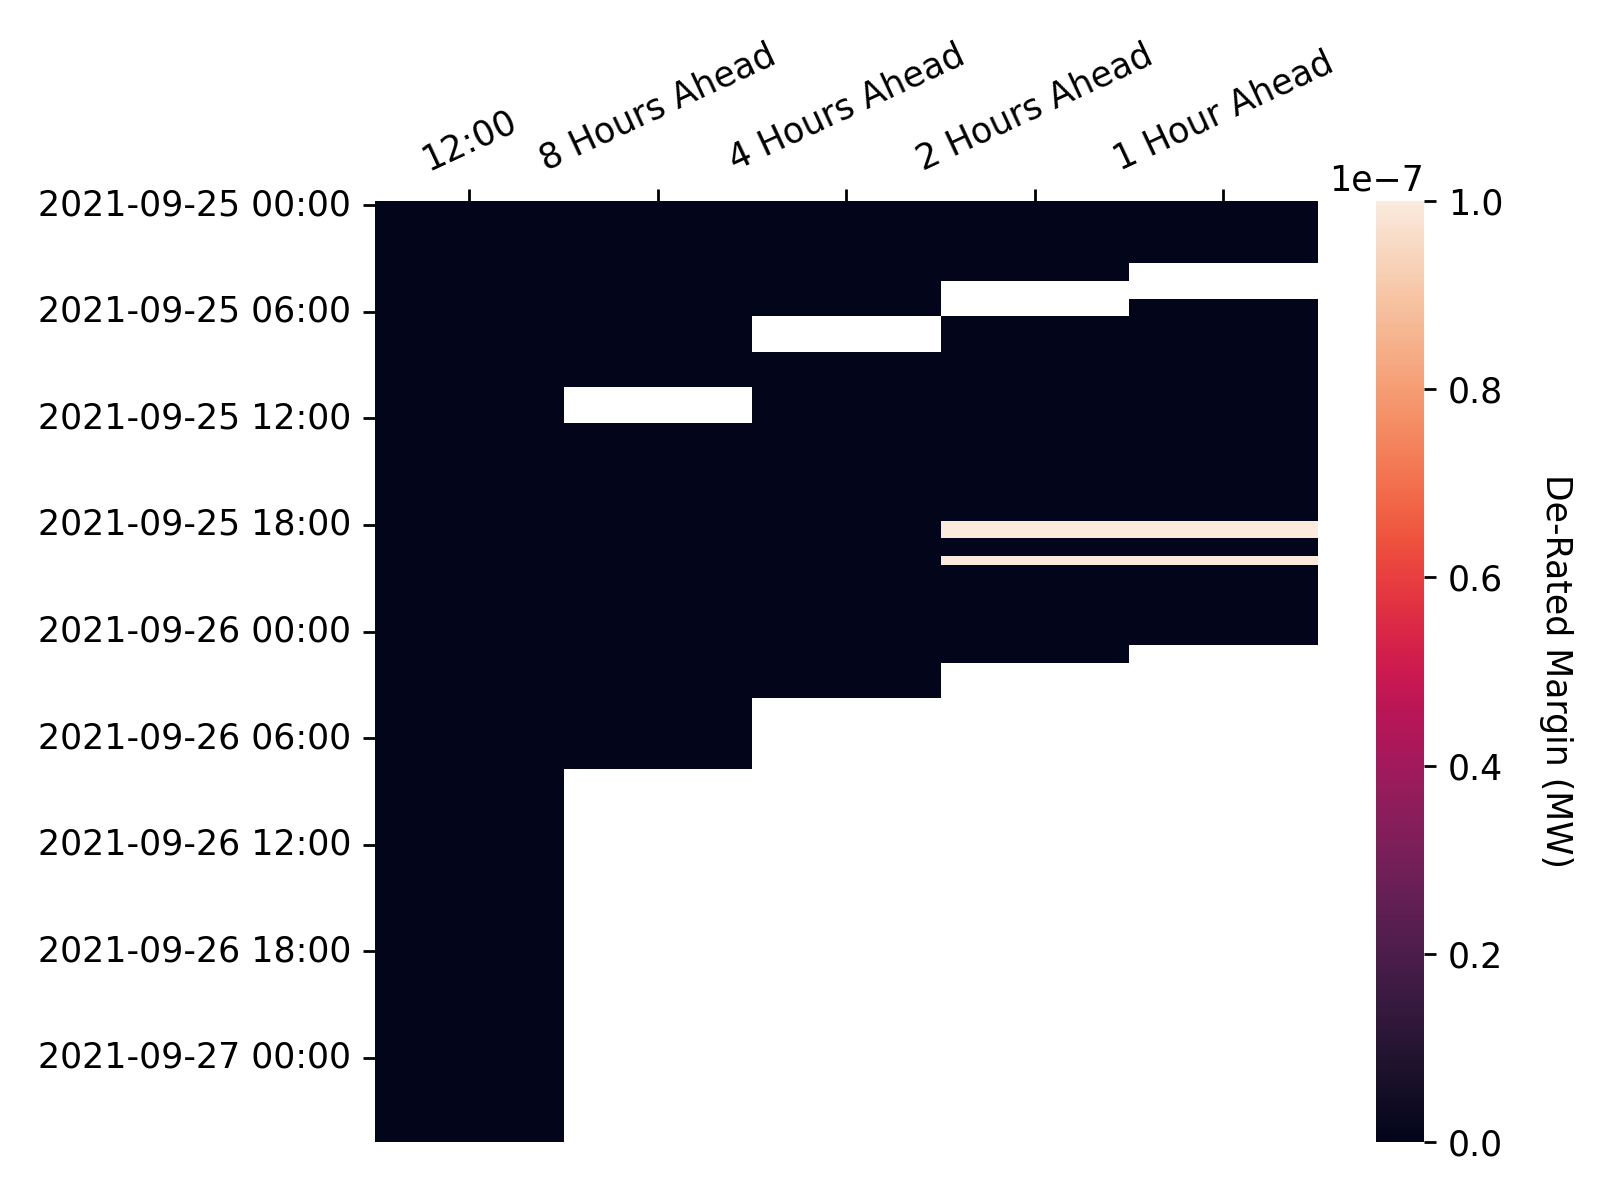 12:00
8 Hours Ahead
4 Hours Ahead
2 Hours Ahead
1 Hour Ahead
1e−7
2021-09-25 00:00
2021-09-25 06:00
2021-09-25 12:00
2021-09-25 18:00
2021-09-26 00:00
2021-09-26 06:00
2021-09-26 12:00
2021-09-26 18:00
2021-09-27 00:00
1.0
0.8
0.6
0.4
0.2
0.0
De-Rated Margin (MW)